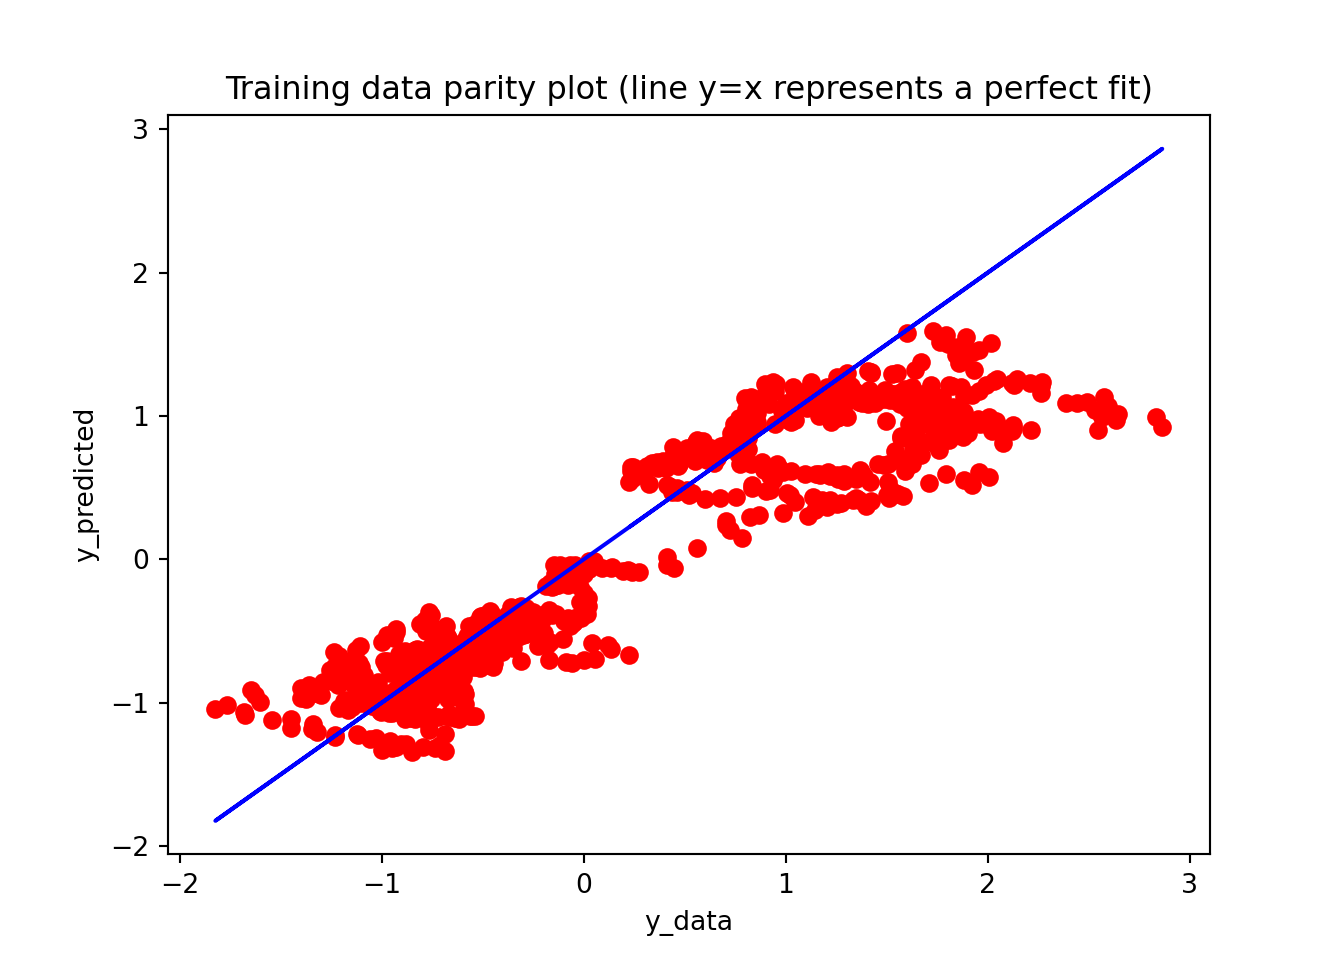 Training data parity plot (line y=x represents a perfect fit)
3
2
1
0
−1
−2
y_predicted
−2 −1 0 1 2 3
y_data